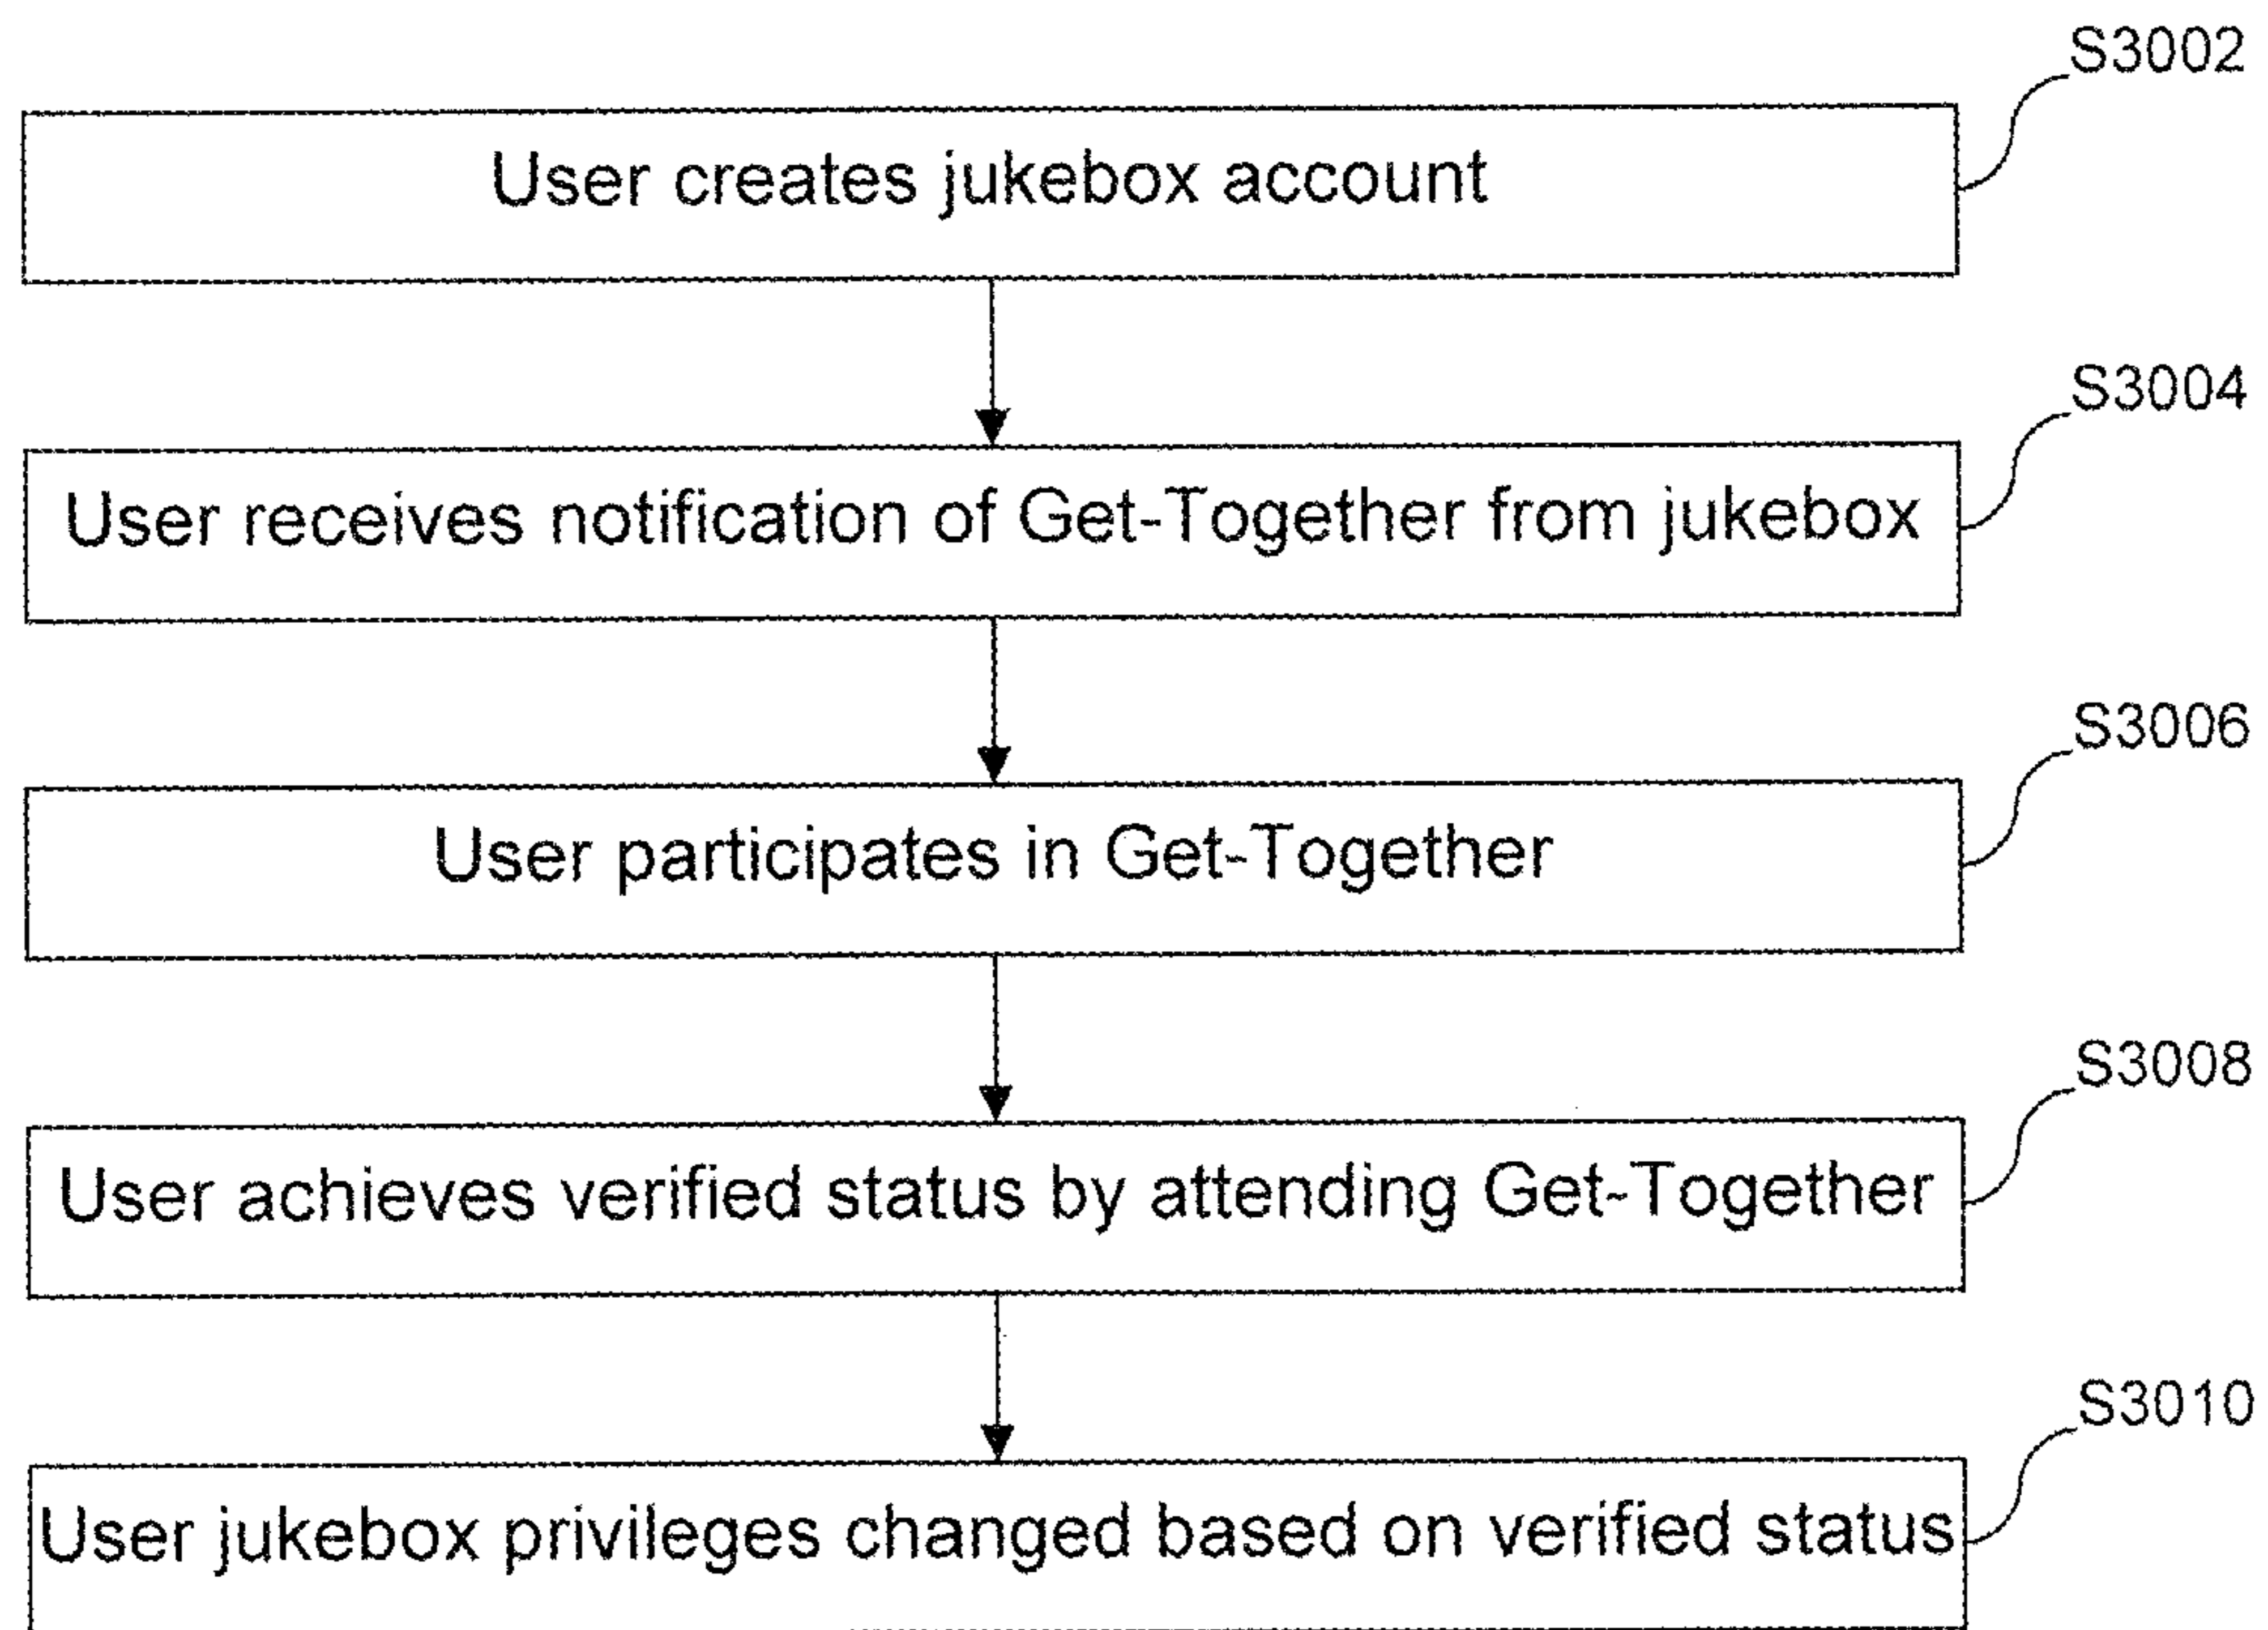 S3002
User creates jukebox account
S3004
User receives notification of Get-Together from jukebox
S3006
User participates in Get-Together
S3008
User achieves verified status by attending Get-Together
S3010
User jukebox privileges changed based on verified status